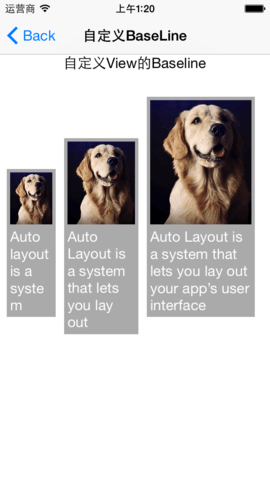 运营商 上午1:20
Back 自定义BaseLine
自定义View的Baseline
Auto
layout
is a
syste
m
Auto
Layout is
a system
that lets
you lay
out
Auto Layout is
a system that
lets you lay out
your app's user
interface